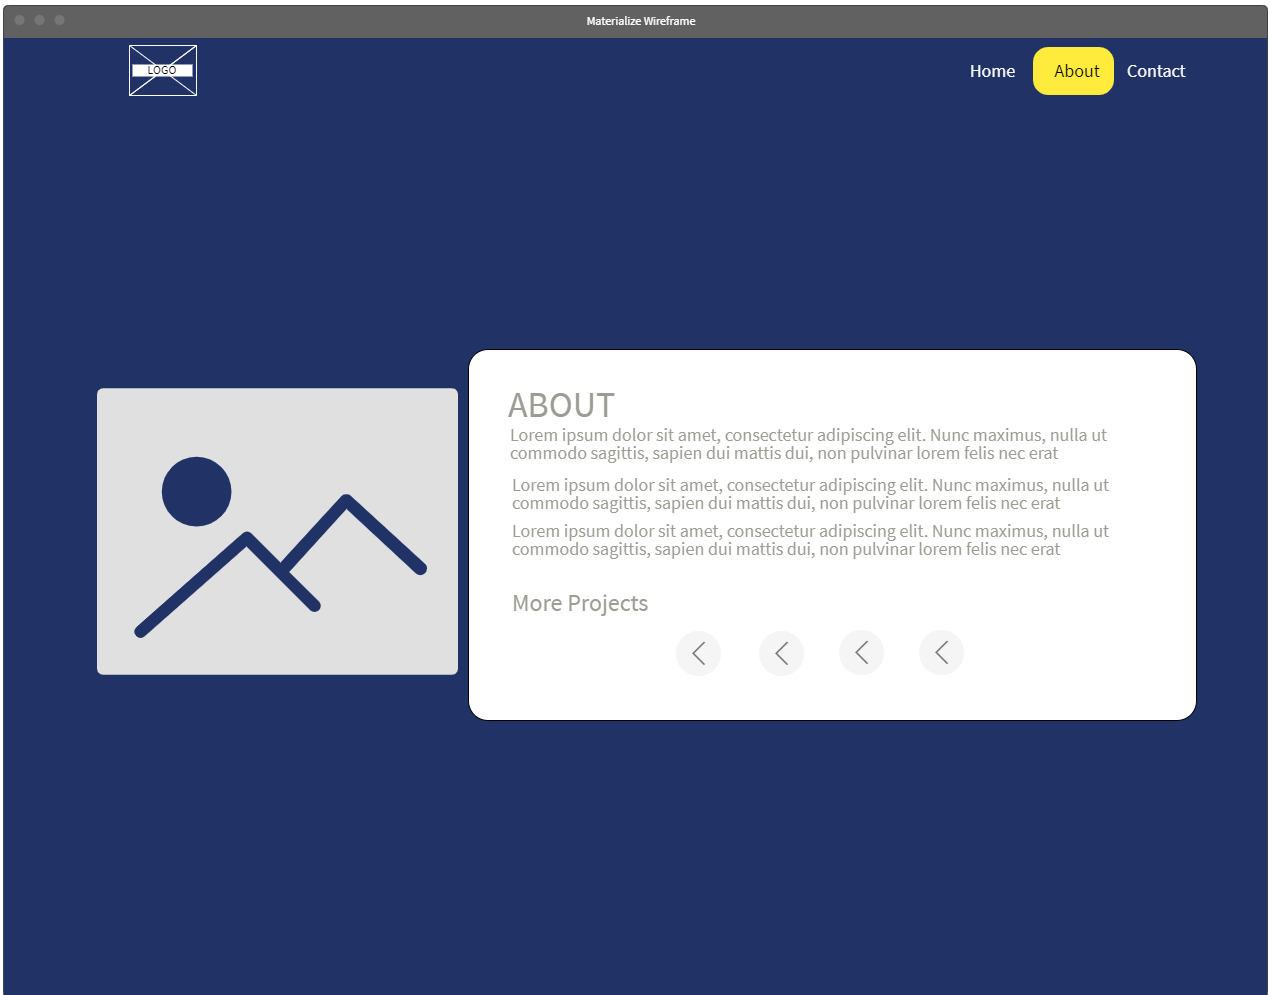 Materialize Wireframe
LOGO
Home
About
Contact
ABOUT
Lorem ipsum dolor sit amet, consectetur adipiscing elit. Nunc maximus, nulla ut
commodo sagittis, sapien dui mattis dui, non pulvinar lorem felis nec erat
Lorem ipsum dolor sit amet, consectetur adipiscing elit. Nunc maximus, nulla ut
commodo sagittis, sapien dui mattis dui, non pulvinar lorem felis nec erat
Lorem ipsum dolor sit amet, consectetur adipiscing elit. Nunc maximus, nulla ut
commodo sagittis, sapien dui mattis dui, non pulvinar lorem felis nec erat
More Projects